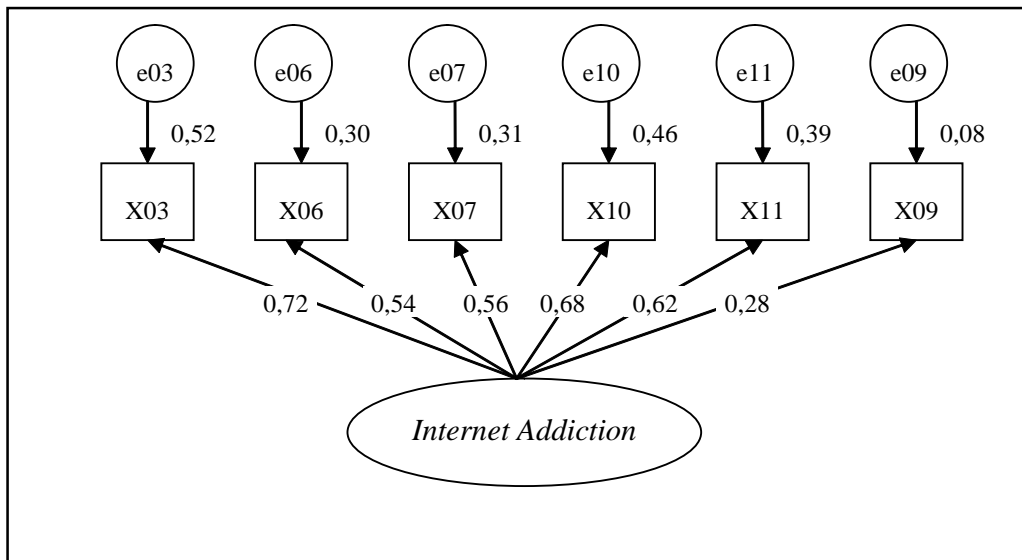 e03 e06 e07 e10 e11 e09
0,52 0,30 0,31 0,46 0,39 0,08
X03 X06 X07 X10 X11 X09
0,72 0,54 0,56 0,68 0,62 0,28
Internet Addiction